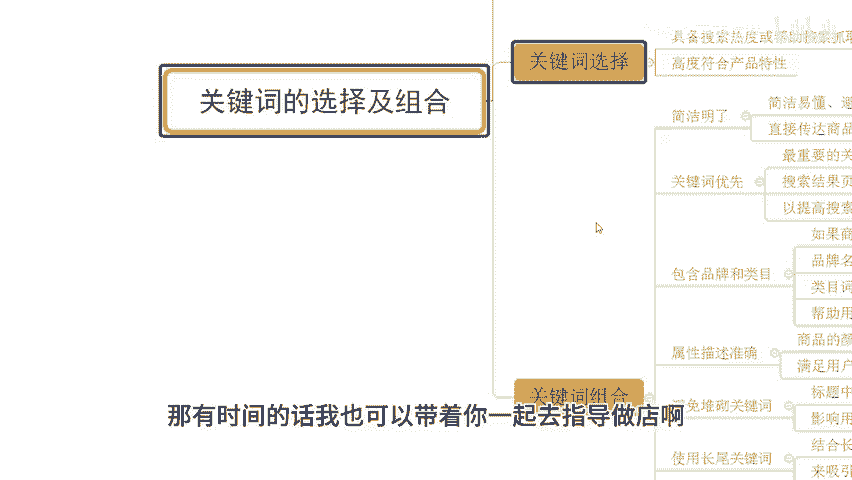 具备搜索热度或辅助搜索抓取
关键词选择
高度符合产品特性
关键词的选择及组合
简洁明了
简洁易懂、避
直接传达商品
最重要的关
关键词优先
搜索结果页
以提高搜索
如果商
品牌名
包含品牌和类目
类目词
帮助用
商品的颜
属性描述准确
满足用户
关键词组合
标题中
避免堆砌关键词
影响用
那有时间的话我也可以带着你一起去指导做店啊
结合长
使用长尾关键词
来吸引